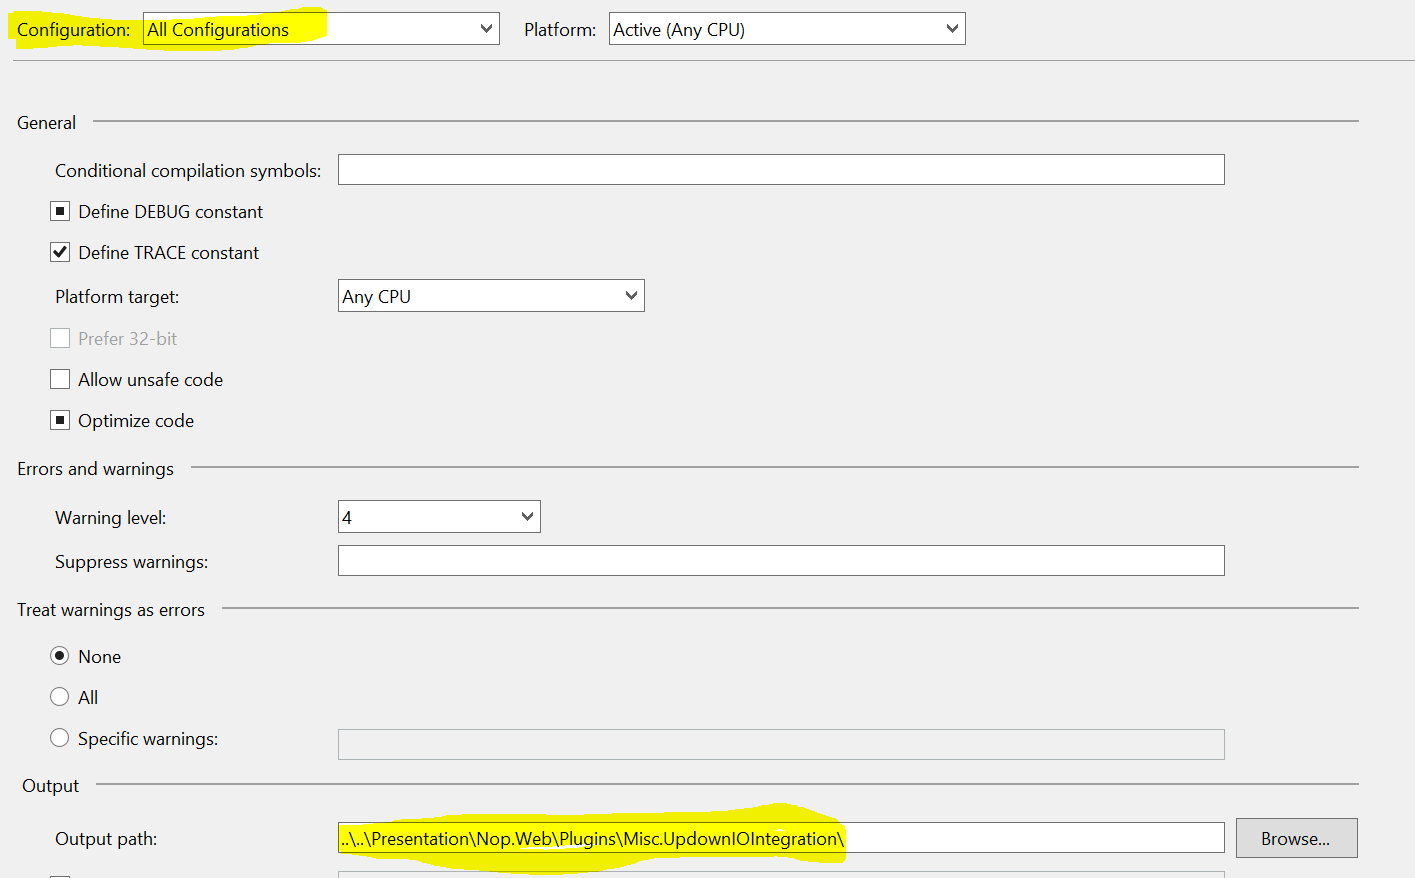 Configuration: All Configurations Platform: Active (Any CPU)
General
Conditional compilation symbols:
Define DEBUG constant
Define TRACE constant
Platform target: Any CPU
Prefer 32-bit
Allow unsafe code
Optimize code
Errors and warnings
Warning level: 4
Suppress warnings:
Treat warnings as errors
None
All
Specific warnings:
Output
Output path: ..\..\Presentation\Nop.Web\Plugins\Misc.UpdownIOIntegration\ Browse...